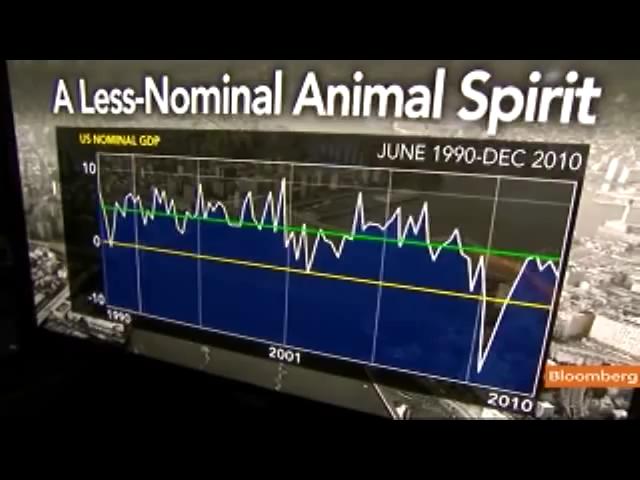 A Less-Nominal Animal Spirit
US NOMINAL GDP
JUNE 1990-DEC 2010
10
0
-10
1990
2001
2010
Bloomberg